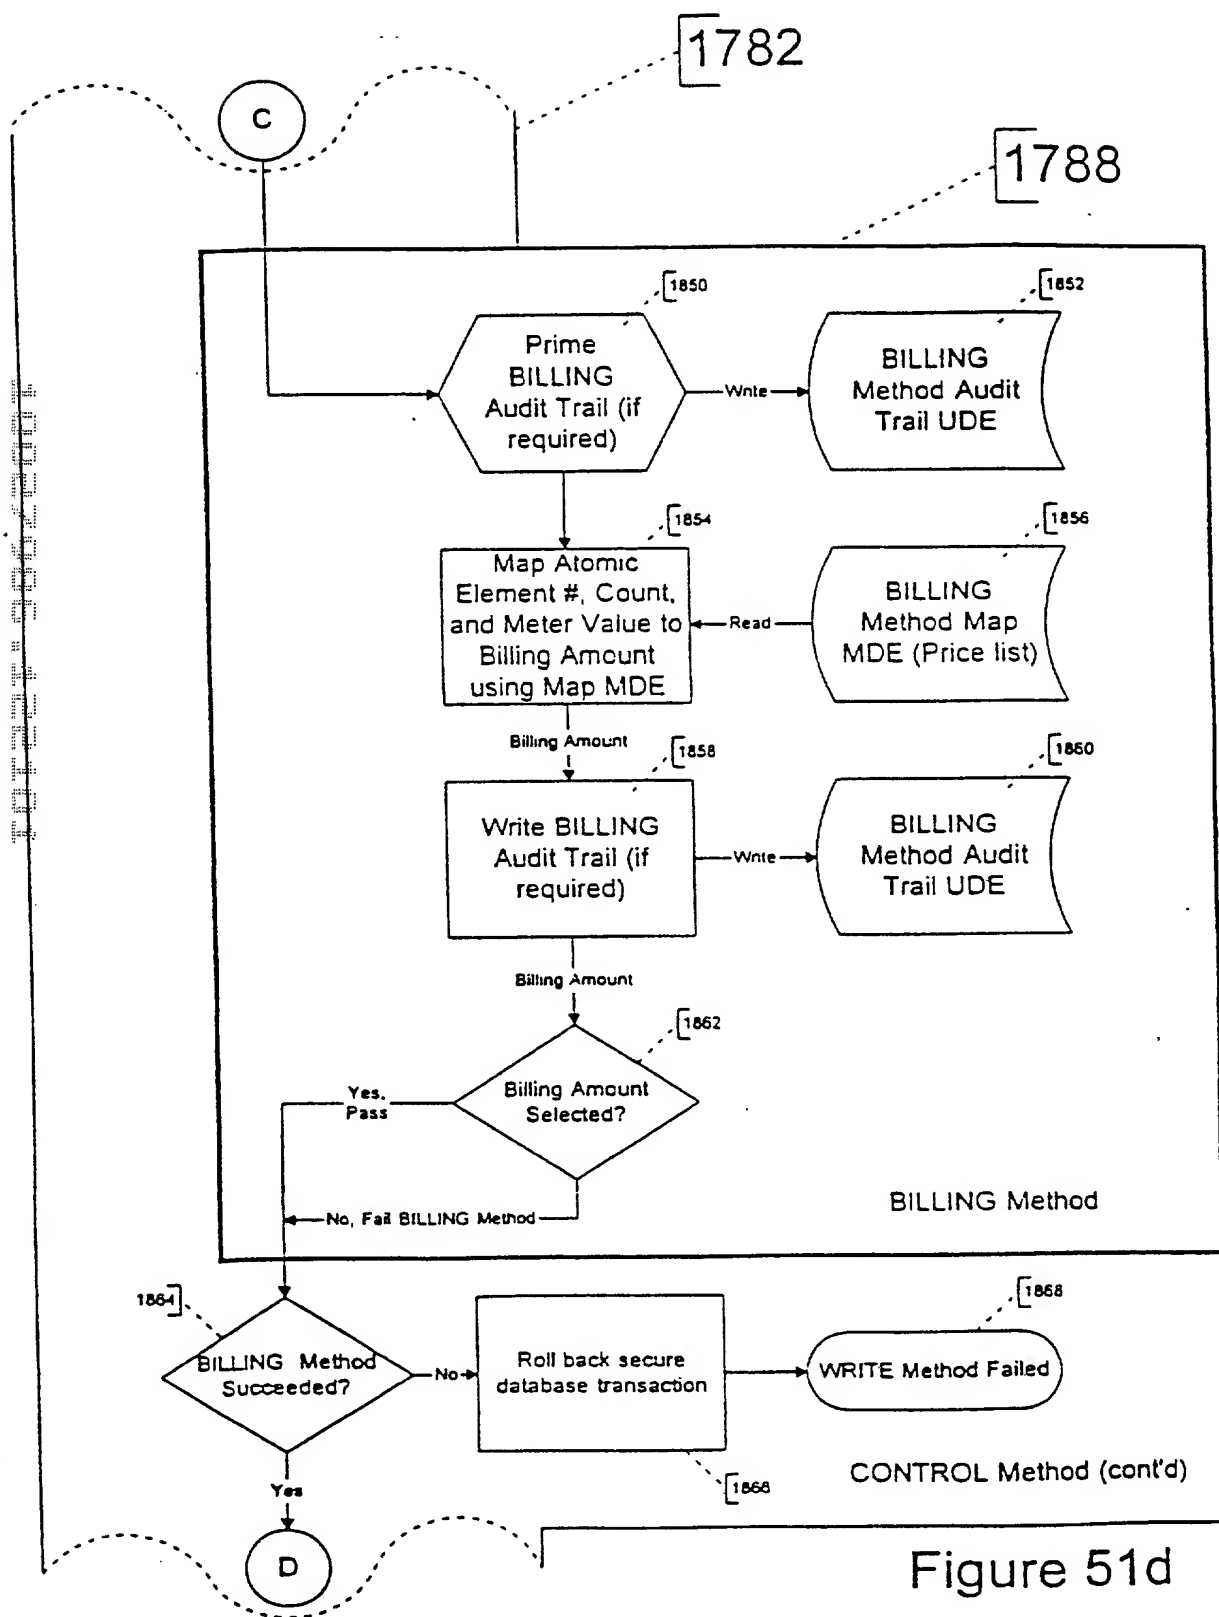 1782
C
1788
1850
1852
Prime
BILLING
Audit Trail (if
required)
Write
BILLING
Method Audit
Trail UDE
1854
1856
Map Atomic
Element #, Count,
and Meter Value to
Billing Amount
using Map MDE
Read
BILLING
Method Map
MDE (Price list)
Billing Amount
1858
1860
Write BILLING
Audit Trail (if
required)
Write
BILLING
Method Audit
Trail UDE
Billing Amount
1862
Yes,
Pass
Billing Amount
Selected?
BILLING Method
No, Fail BILLING Method
1864
1868
BILLING Method
Succeeded?
No
Roll back secure
database transaction
WRITE Method Failed
CONTROL Method (cont'd)
1866
Yes
D
Figure 51d